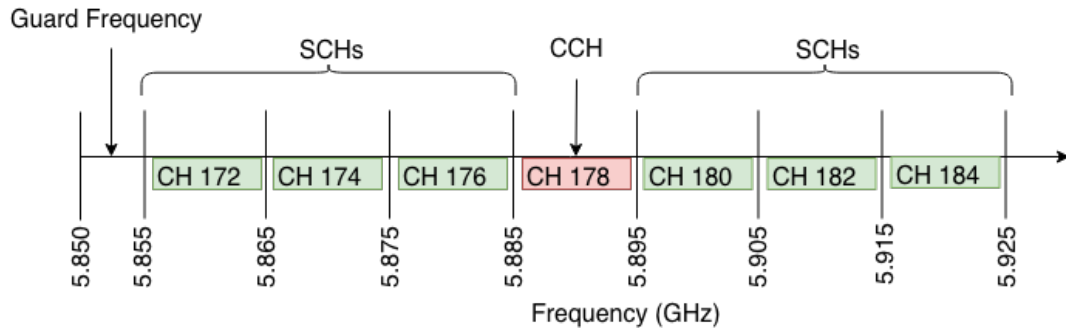 Guard Frequency
SCHs
CCH
SCHs
CH 172
CH 174
CH 176
CH 178
CH 180
CH 182
CH 184
5.850
5.855
5.865
5.875
5.885
5.895
5.905
5.915
5.925
Frequency (GHz)